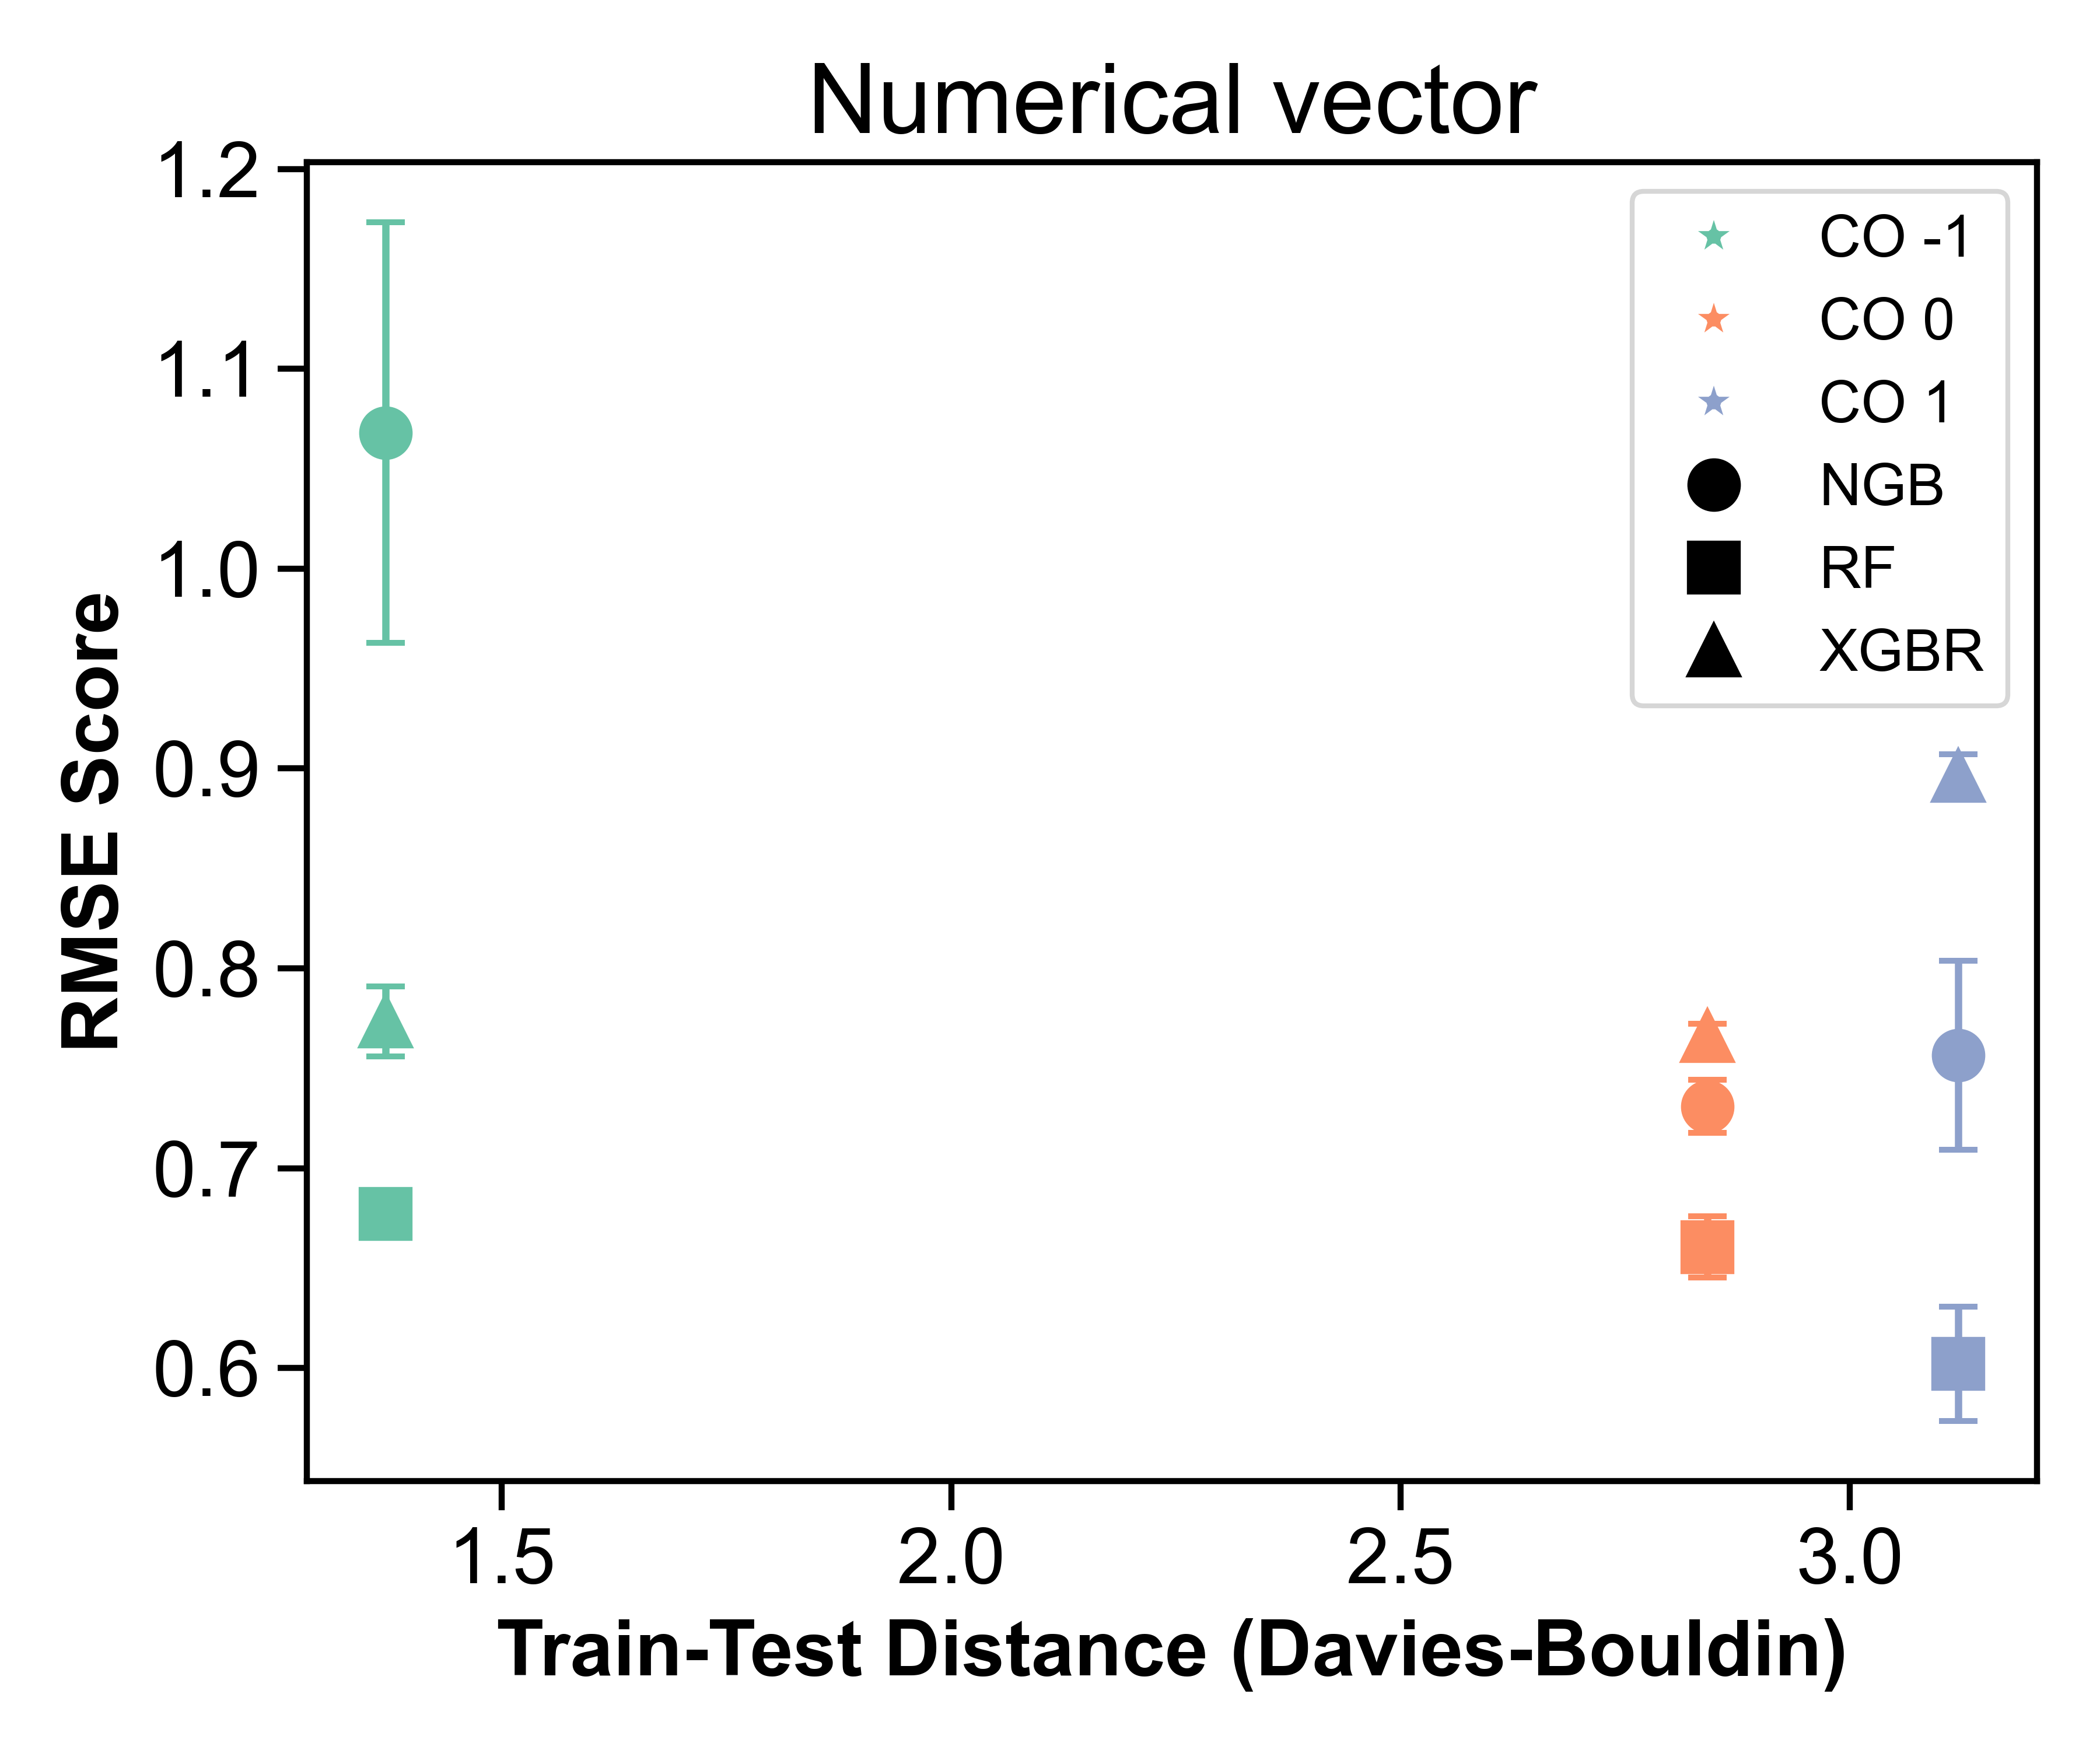 Numerical vector
1.2
1.1
1.0
0.9
0.8
0.7
0.6
RMSE Score
CO -1
CO 0
CO 1
NGB
RF
XGBR
1.5 2.0 2.5 3.0
Train-Test Distance (Davies-Bouldin)